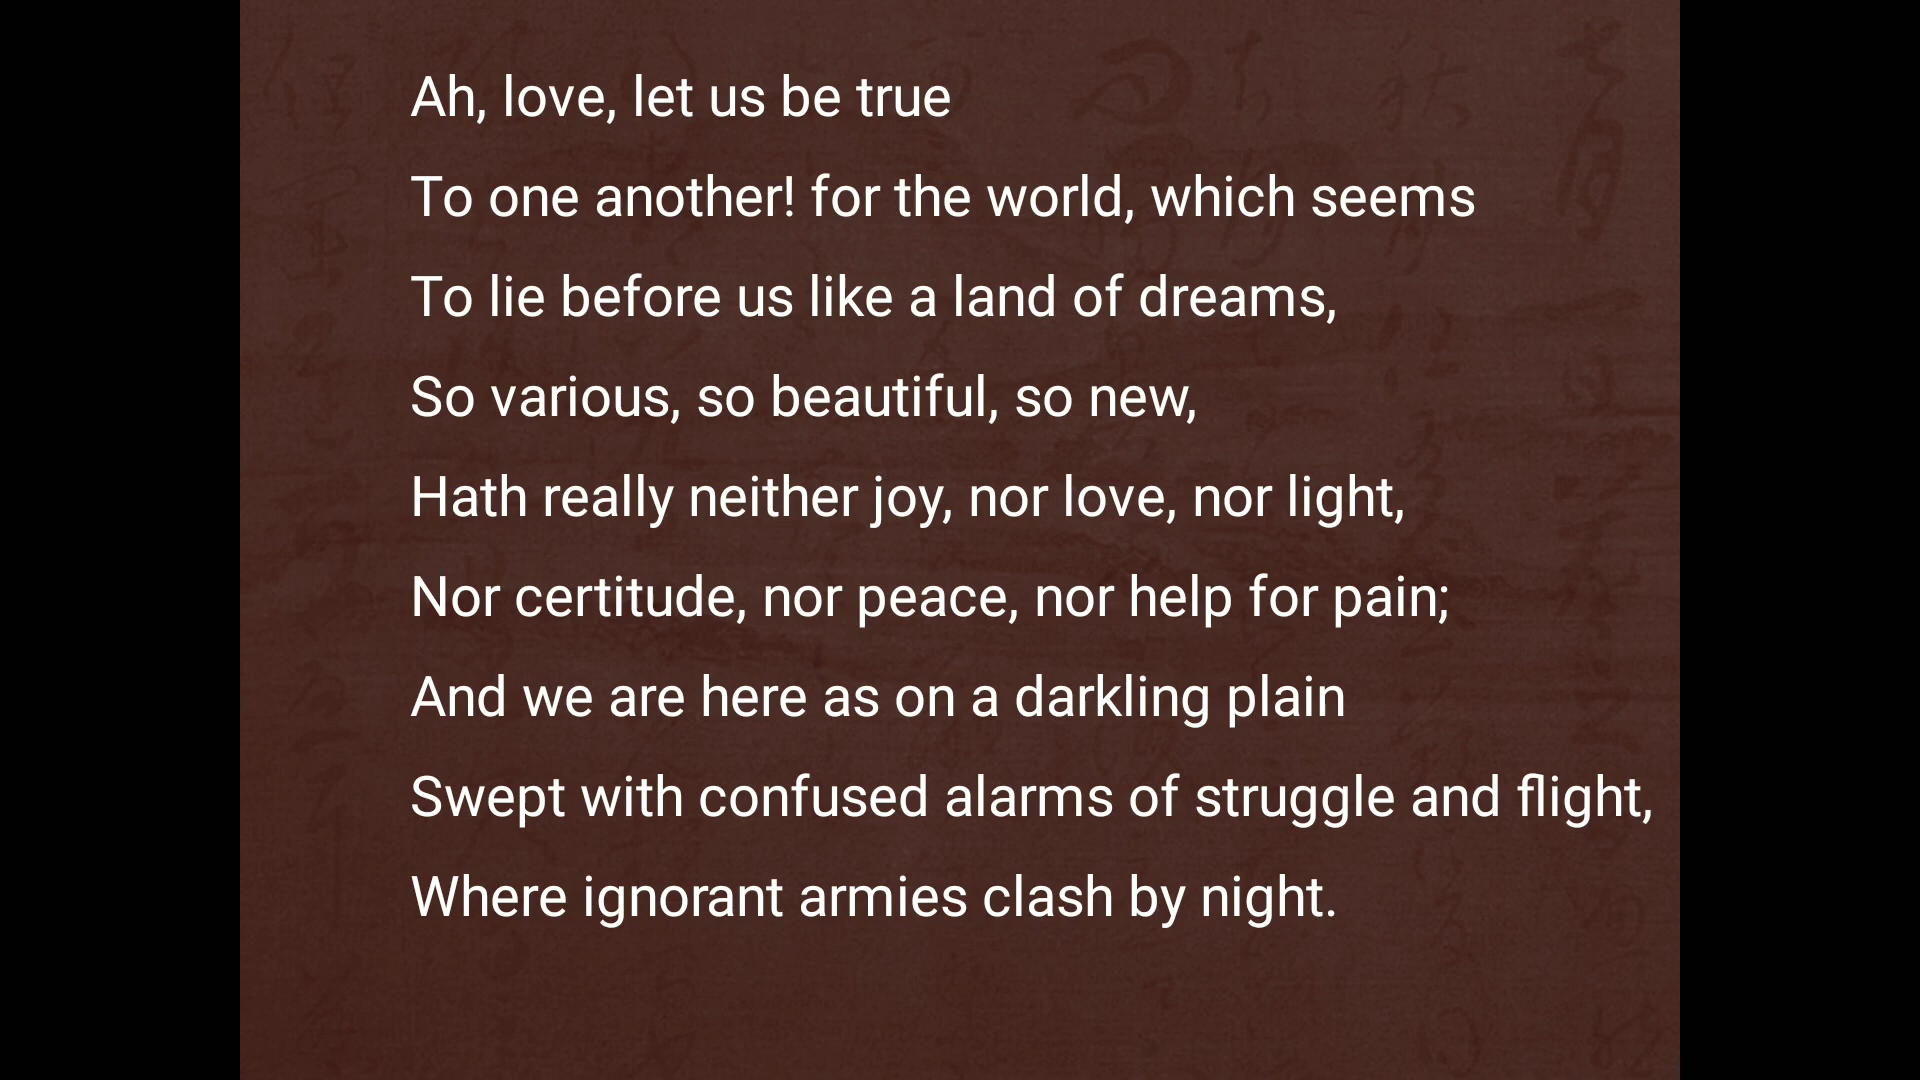 Ah, love, let us be true
To one another! for the world, which seems
To lie before us like a land of dreams,
So various, so beautiful, so new,
Hath really neither joy, nor love, nor light,
Nor certitude, nor peace, nor help for pain;
And we are here as on a darkling plain
Swept with confused alarms of struggle and flight,
Where ignorant armies clash by night.